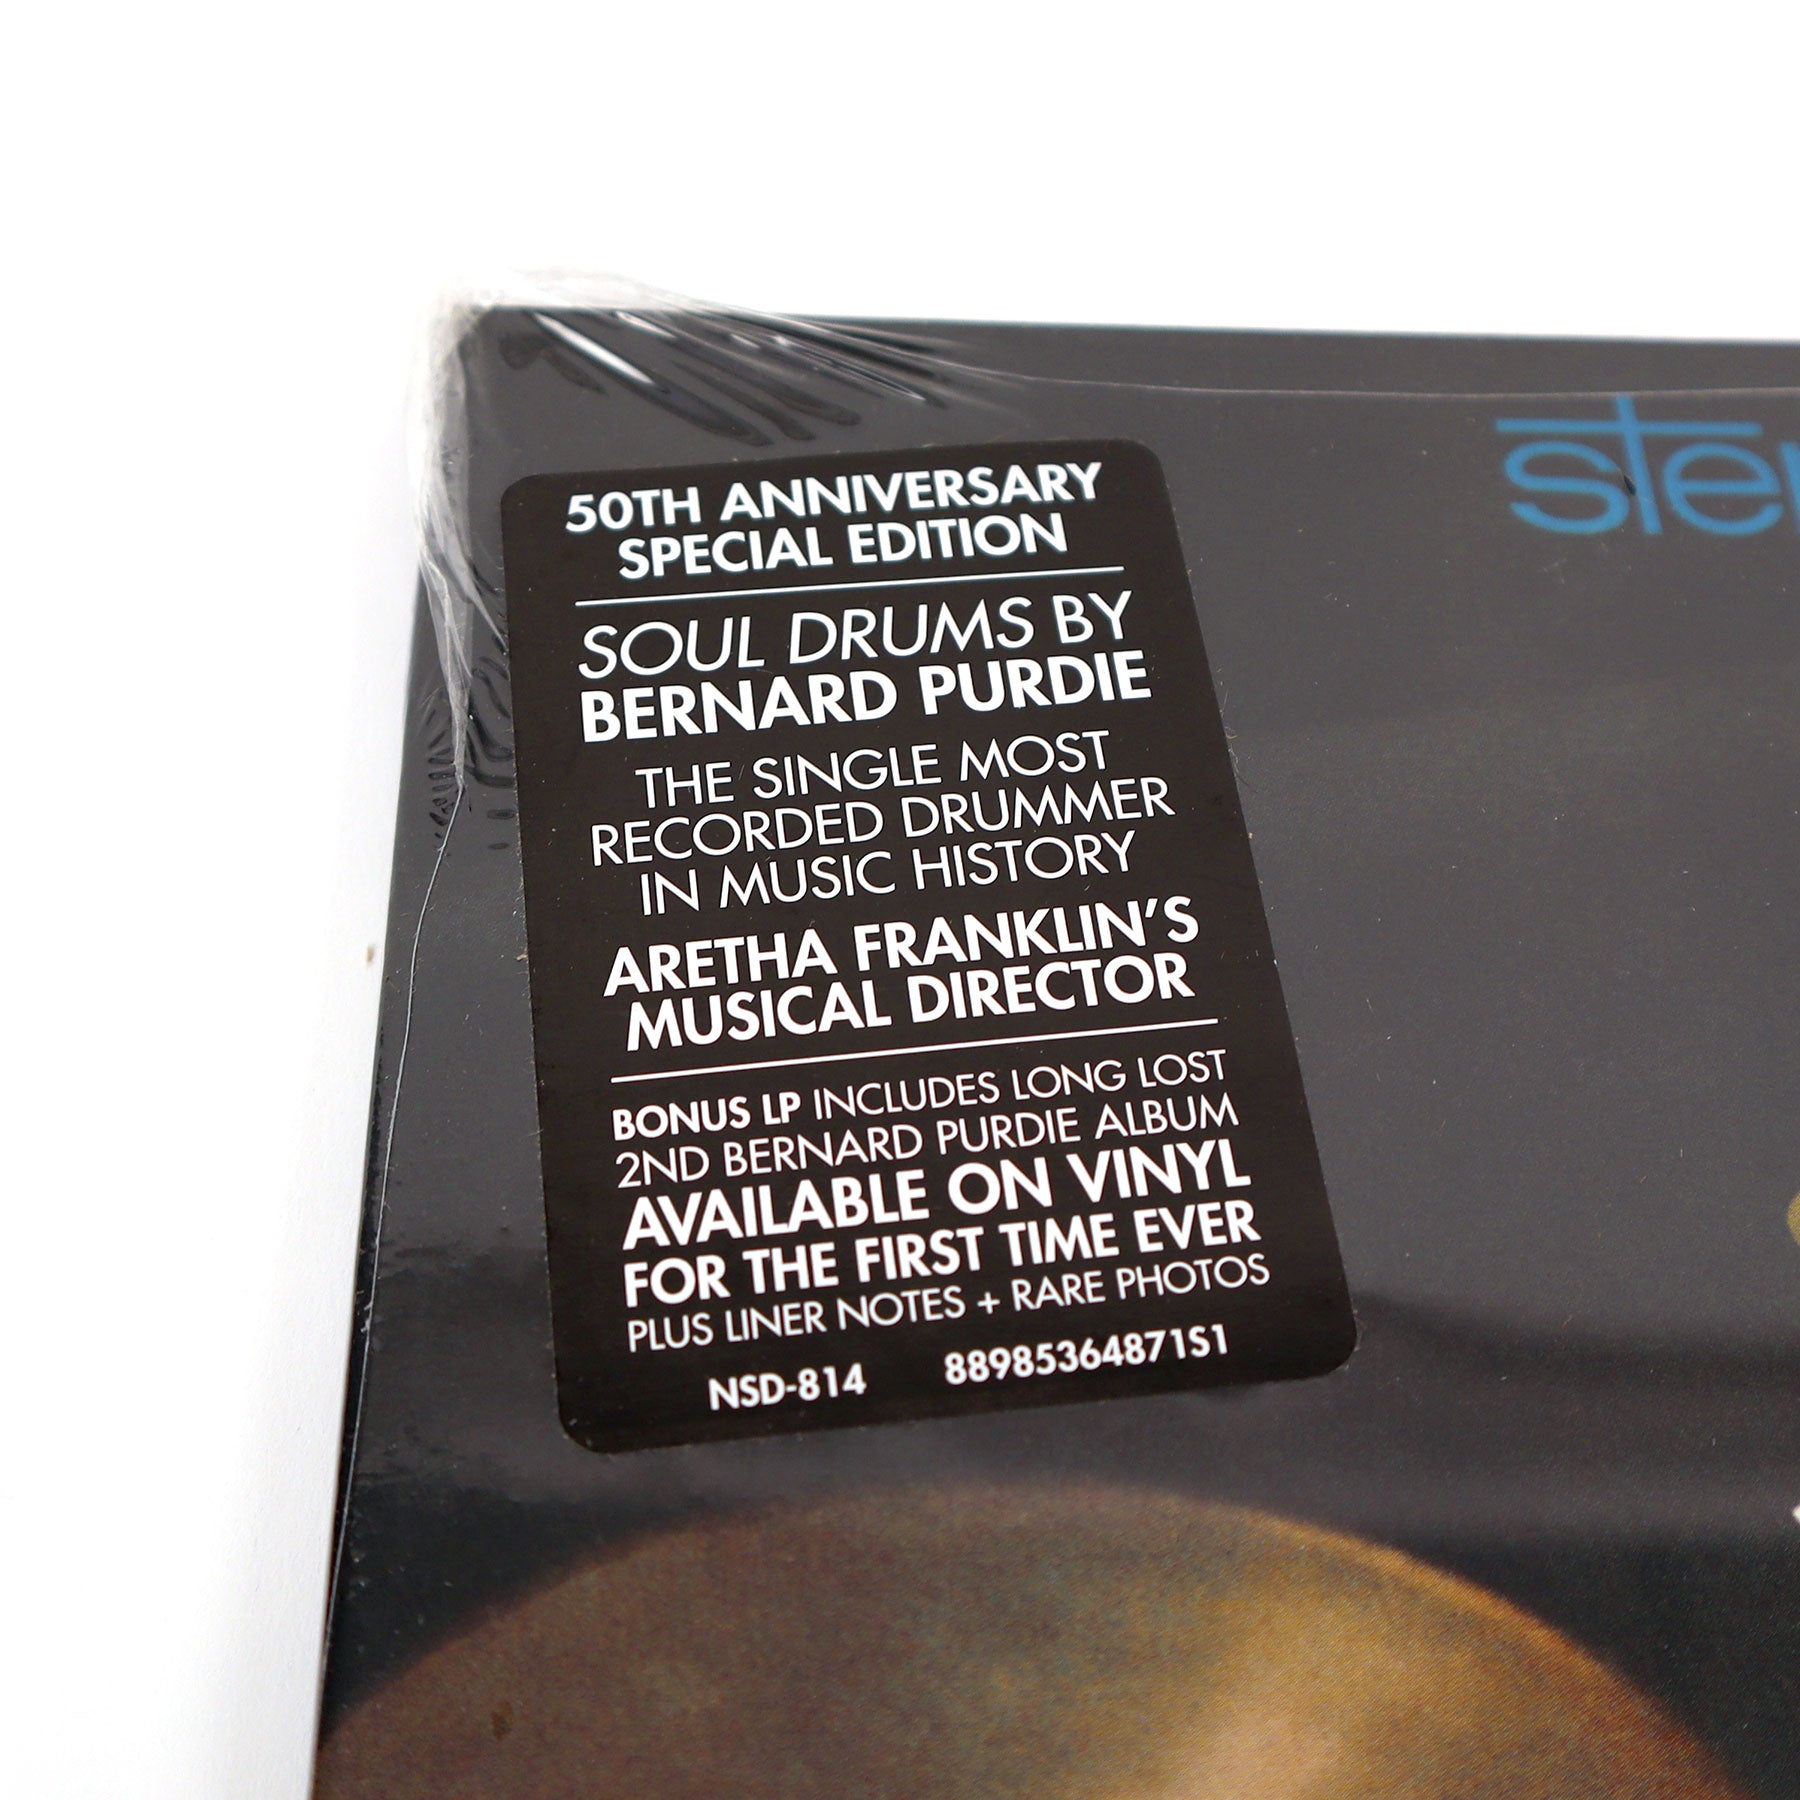 50TH ANNIVERSARY
SPECIAL EDITION
SOUL DRUMS BY
BERNARD PURDIE
THE SINGLE MOST
RECORDED DRUMMER
IN MUSIC HISTORY
ARETHA FRANKLIN'S
MUSICAL DIRECTOR
BONUS LP INCLUDES LONG LOST
2ND BERNARD PURDIE ALBUM
AVAILABLE ON VINYL
FOR THE FIRST TIME EVER
PLUS LINER NOTES + RARE PHOTOS
NSD-814 88985364871S1